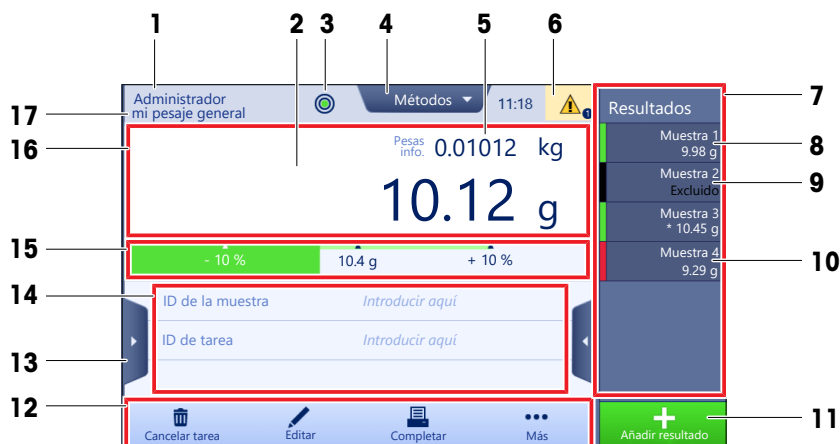 1
2
3
4
5
6
7
Administrador
mi pesaje general
Métodos
11:18
1
Resultados
17
16
Pesas
info.
0.01012 kg
10.12 g
Muestra 1
9.98 g
8
Muestra 2
Excluido
9
Muestra 3
* 10.45 g
Muestra 4
9.29 g
10
15
- 10 %
10.4 g
+ 10 %
14
ID de la muestra
Introducir aquí
ID de tarea
Introducir aquí
13
12
Cancelar tarea
Editar
Completar
Más
Añadir resultado
11